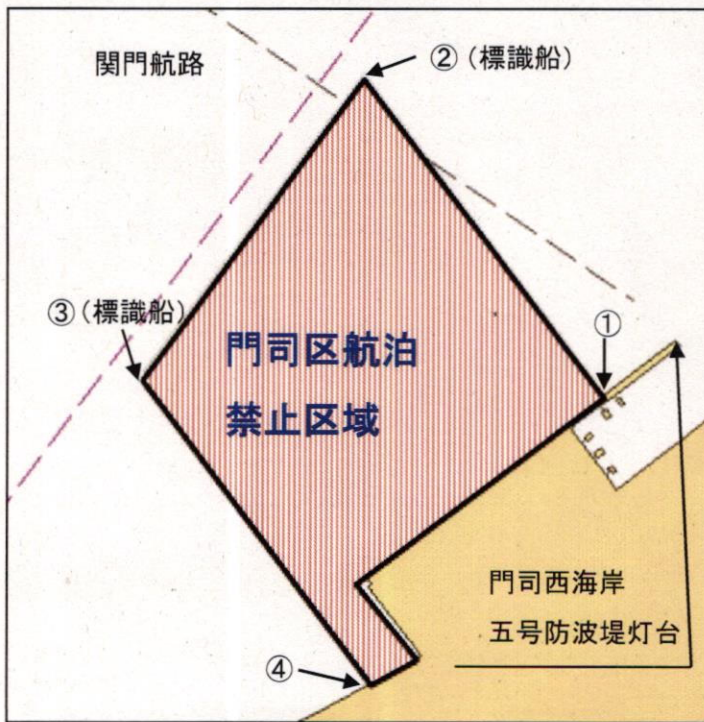 関門航路
②（標識船）
③（標識船）
①
門司区航泊
禁止区域
門司西海岸
五号防波堤灯台
④